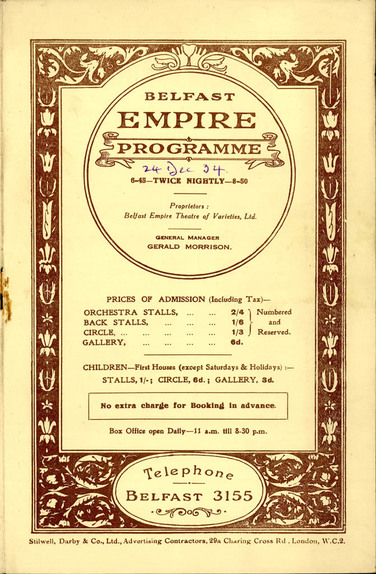 BELFAST
EMPIRE
PROGRAMME
24 Dec 34.
6-45—TWICE NIGHTLY—8-50
Proprietors :
Belfast Empire Theatre of Varieties, Ltd.
GENERAL MANAGER
GERALD MORRISON.
PRICES OF ADMISSION (Including Tax)—
ORCHESTRA STALLS, ... ... 2/4 } Numbered
BACK STALLS, ... ... ... 1/6 } and
CIRCLE, ... ... ... ... 1/3 } Reserved.
GALLERY, ... ... ... 6d.
CHILDREN—First Houses (except Saturdays & Holidays) :—
STALLS, 1/-; CIRCLE, 6d.; GALLERY, 3d.
No extra charge for Booking in advance.
Box Office open Daily—11 a.m. till 8-30 p.m.
Telephone
BELFAST 3155
Stilwell, Darby & Co., Ltd., Advertising Contractors, 29a Charing Cross Rd. London, W.C.2.